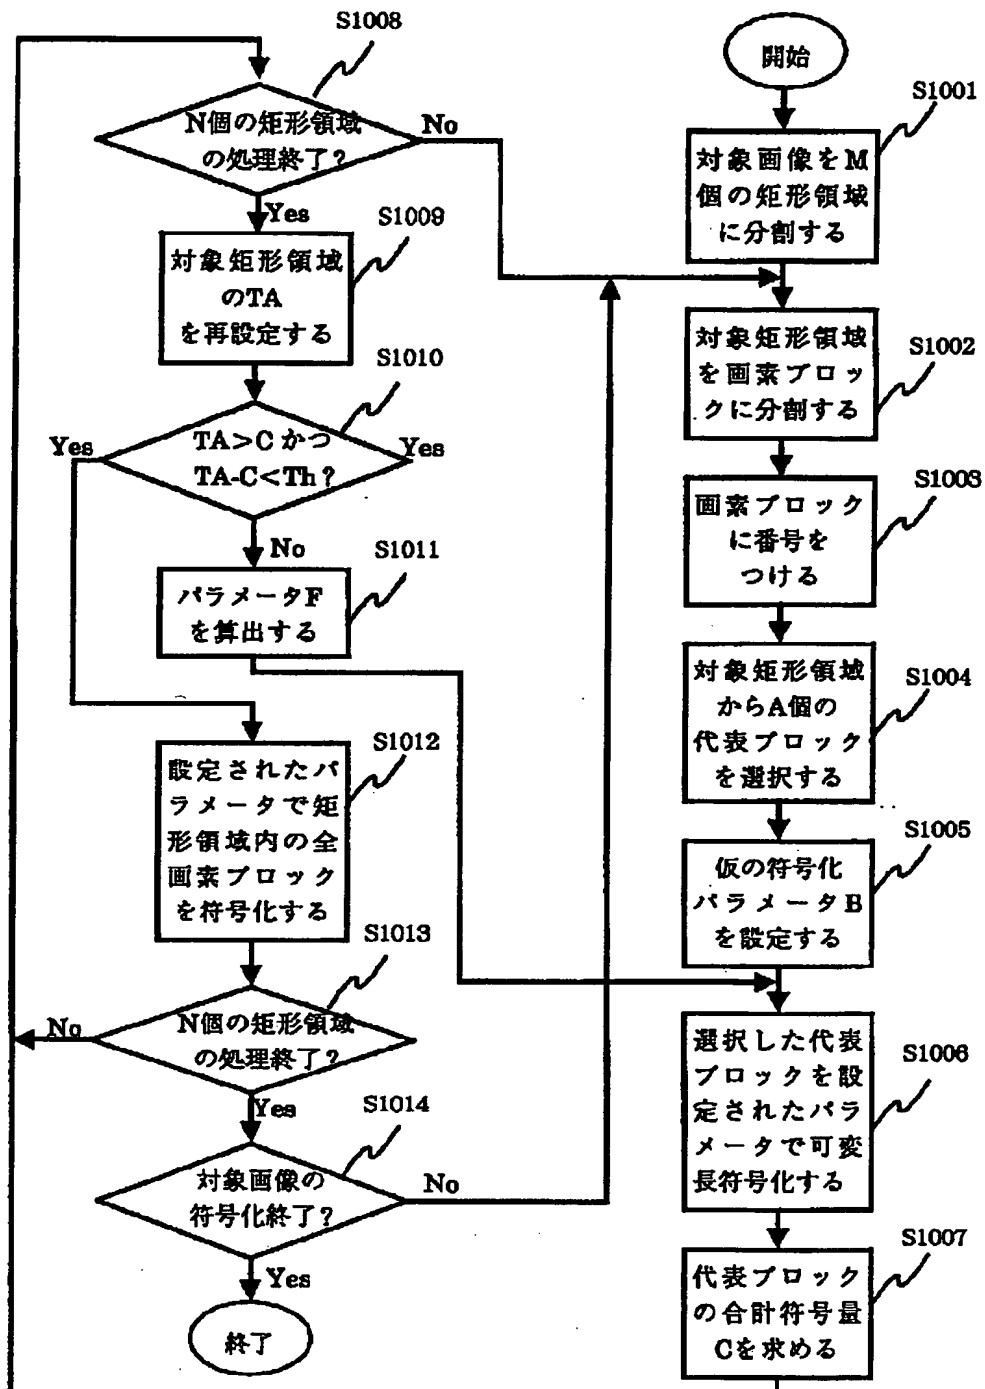 開始
S1001
対象画像をM
個の矩形領域
に分割する
S1002
対象矩形領域
を画素ブロッ
クに分割する
S1003
画素ブロック
に番号を
つける
S1004
対象矩形領域
からA個の
代表ブロック
を選択する
S1005
仮の符号化
パラメータB
を設定する
S1006
選択した代表
ブロックを設
定されたパラ
メータで可変
長符号化する
S1007
代表ブロック
の合計符号量
Cを求める
S1008
N個の矩形領域
の処理終了?
No
Yes
S1009
対象矩形領域
のTA
を再設定する
S1010
TA>Cかつ
TA-C<Th?
Yes
Yes
No
S1011
パラメータF
を算出する
S1012
設定されたパ
ラメータで矩
形領域内の全
画素ブロック
を符号化する
S1013
N個の矩形領域
の処理終了?
No
Yes
S1014
対象画像の
符号化終了?
No
Yes
終了